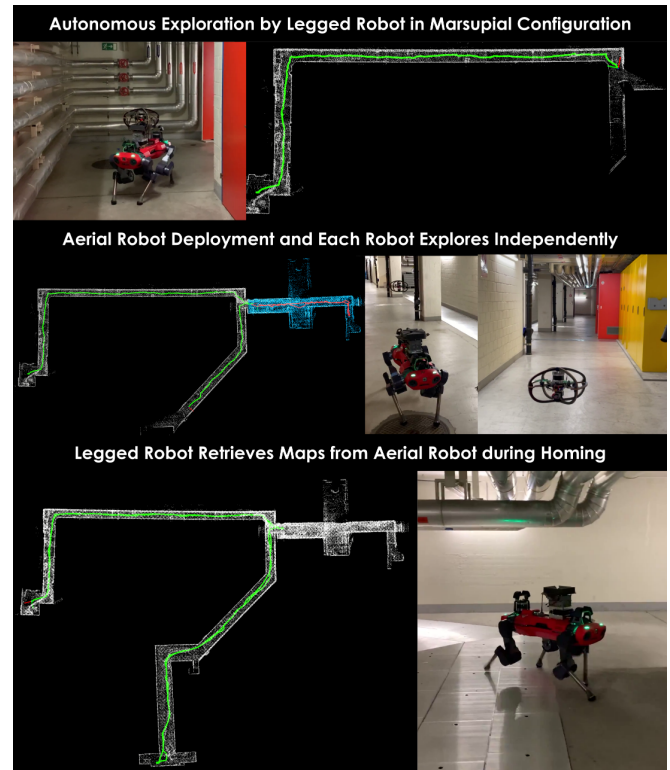 Autonomous Exploration by Legged Robot in Marsupial Configuration
Aerial Robot Deployment and Each Robot Explores Independently
Legged Robot Retrieves Maps from Aerial Robot during Homing